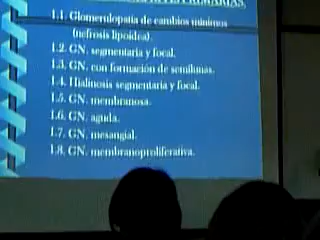 PRIMARIAS.
1.1. Glomerulopatía de cambios mínimos
(nefrosis lipoidea).
1.2. GN. segmentaria y focal.
1.3. GN. con formación de semilunas.
1.4. Hialinosis segmentaria y focal.
1.5. GN. membranosa.
1.6. GN. aguda.
1.7. GN. mesangial.
1.8. GN. membranoproliferativa.